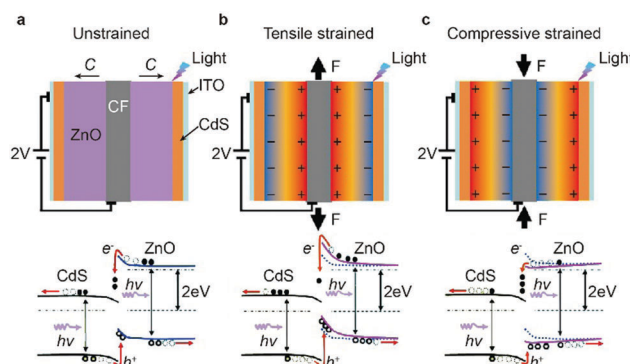 a Unstrained
C C Light
ITO
CF
ZnO
CdS
2V
e⁻ ZnO
CdS
hν
2eV
hν
h⁺
b Tensile strained
F
Light
2V
− + + −
− + + −
− + + −
− + + −
− + + −
F
e⁻ ZnO
CdS
hν
2eV
hν
h⁺
c Compressive strained
F
Light
2V
+ − − +
+ − − +
+ − − +
+ − − +
+ − − +
F
e⁻ ZnO
CdS
hν
2eV
hν
h⁺